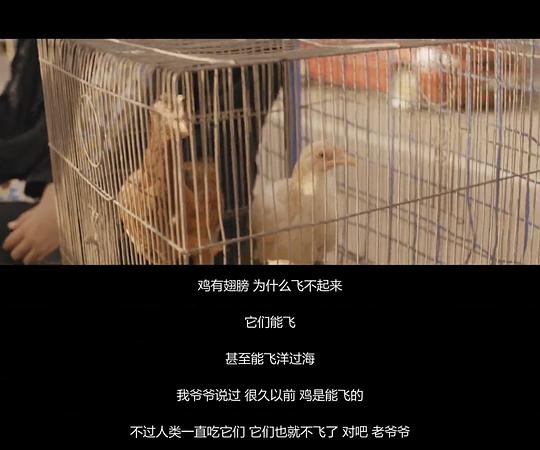 鸡有翅膀 为什么飞不起来
它们能飞
甚至能飞洋过海
我爷爷说过 很久以前 鸡是能飞的
不过人类一直吃它们 它们也就不飞了 对吧 老爷爷